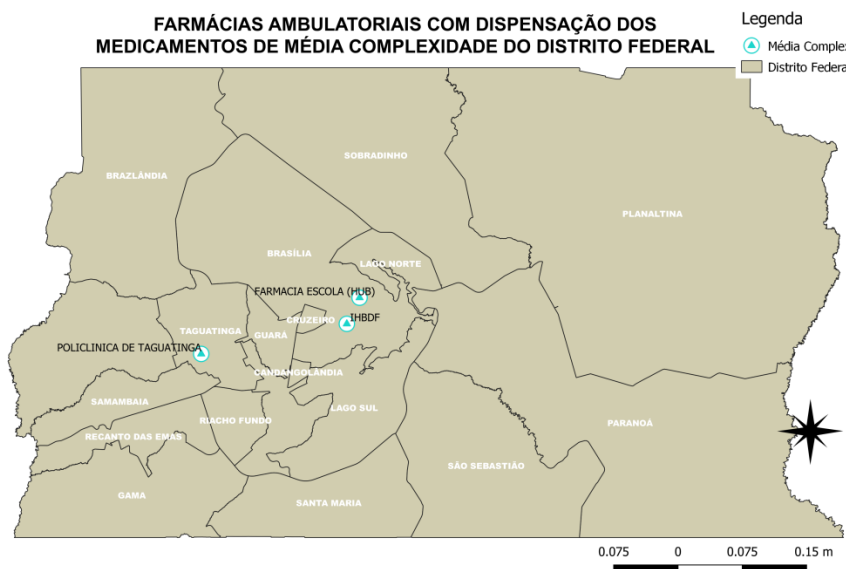 FARMÁCIAS AMBULATORIAIS COM DISPENSAÇÃO DOS
MEDICAMENTOS DE MÉDIA COMPLEXIDADE DO DISTRITO FEDERAL
Legenda
Média Complex
Distrito Federa
SOBRADINHO
BRAZLÂNDIA
PLANALTINA
BRASÍLIA
LAGO NORTE
FARMACIA ESCOLA (HUB)
CRUZEIRO
IHBDF
TAGUATINGA
GUARÁ
POLICLINICA DE TAGUATINGA
CANDANGOLÂNDIA
SAMAMBAIA
LAGO SUL
RIACHO FUNDO
PARANOÁ
RECANTO DAS EMAS
SÃO SEBASTIÃO
GAMA
SANTA MARIA
0.075 0 0.075 0.15 m